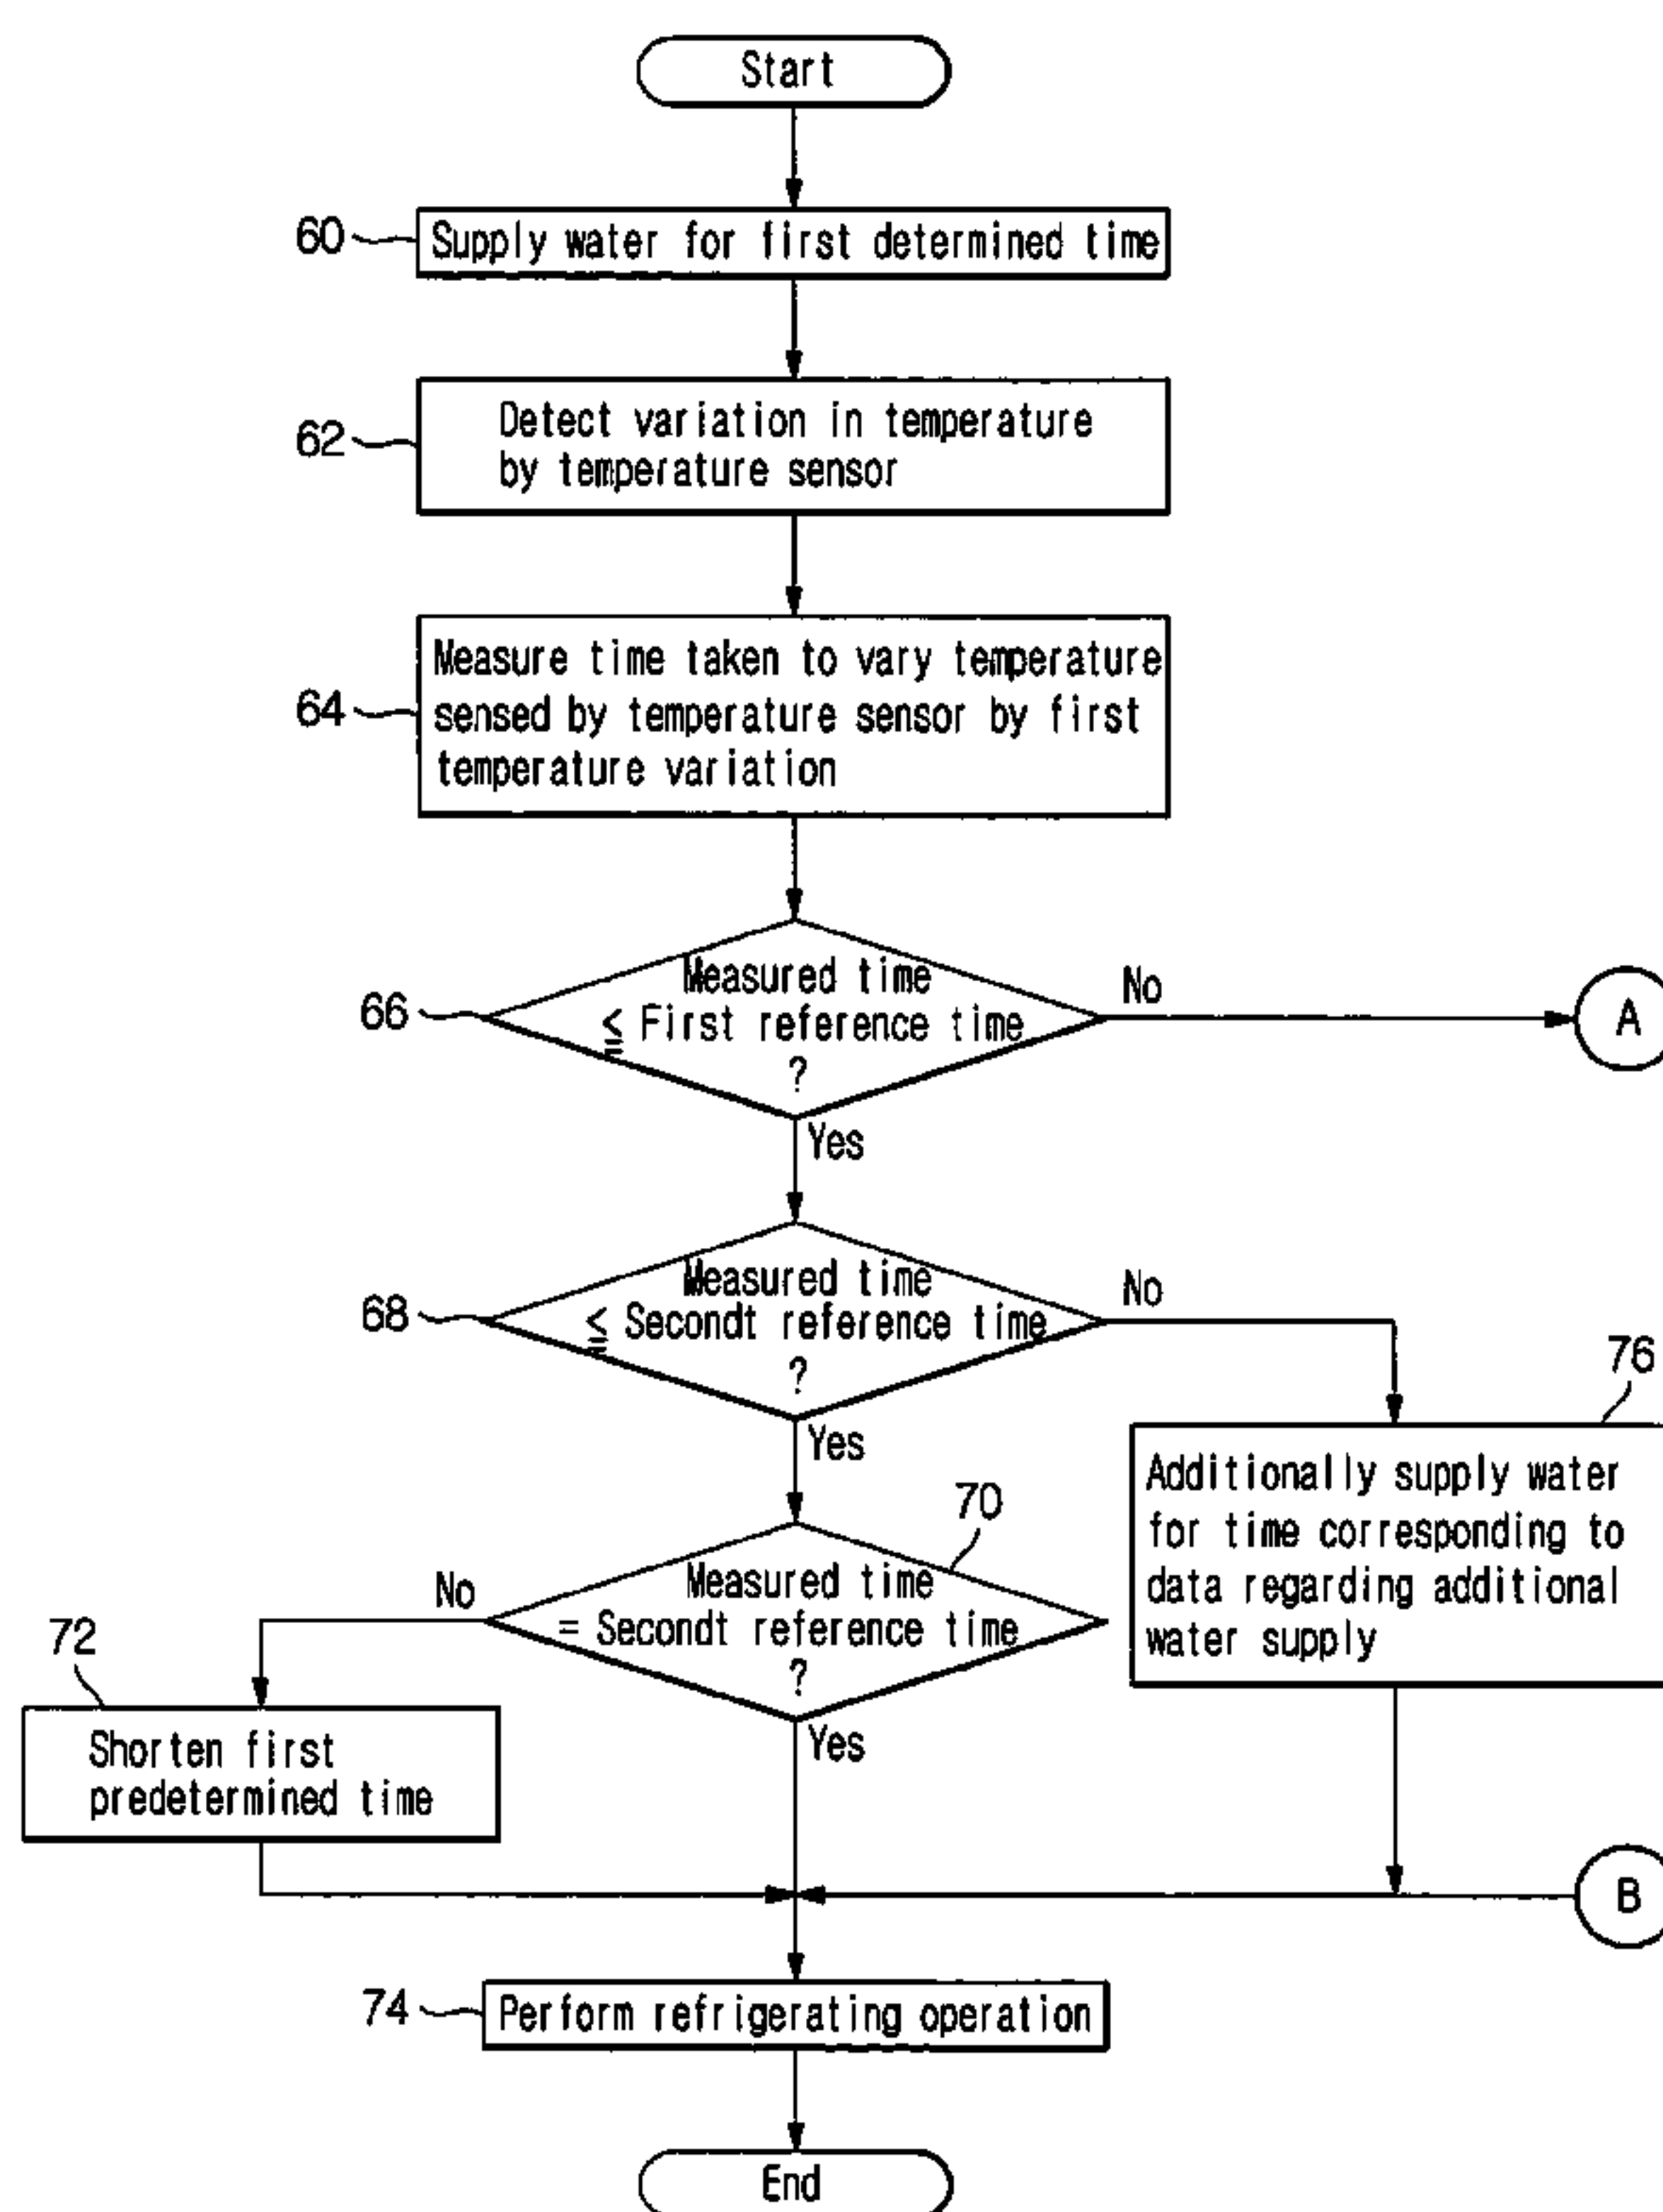 Start
60
Supply water for first determined time
62
Detect variation in temperature
by temperature sensor
64
Measure time taken to vary temperature
sensed by temperature sensor by first
temperature variation
66
Measured time
≤ First reference time
?
No
A
Yes
68
Measured time
≤ Secondt reference time
?
No
Yes
76
Additionally supply water
for time corresponding to
data regarding additional
water supply
70
Measured time
= Secondt reference time
?
No
Yes
72
Shorten first
predetermined time
B
74
Perform refrigerating operation
End